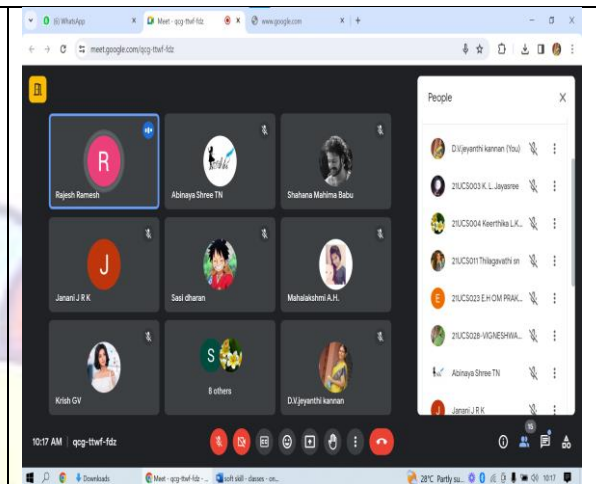 (6) WhatsApp
Meet - qcg-ttwf-fdz
www.google.com
meet.google.com/qcg-ttwf-fdz
People
Rajesh Ramesh
Abinaya Shree TN
Shahana Mahima Babu
R
J
Janani J R K
Sasi dharan
Mahalakshmi A.H.
Krish GV
S
8 others
D.V.jeyanthi kannan
D.V.jeyanthi kannan (You)
21UCS003 K. L. Jayasree
21UCS004 Keerthika L.K...
21UCS011 Thilagavathi sn
E
21UCS023 E.H OM PRAK...
21UCS028-VIGNESHWA...
Abinaya Shree TN
J
Janani J R K
10:17 AM | qcg-ttwf-fdz
15
Downloads
Meet - qcg-ttwf-fdz - ...
soft skill - classes - on...
28°C Partly su...
10:17